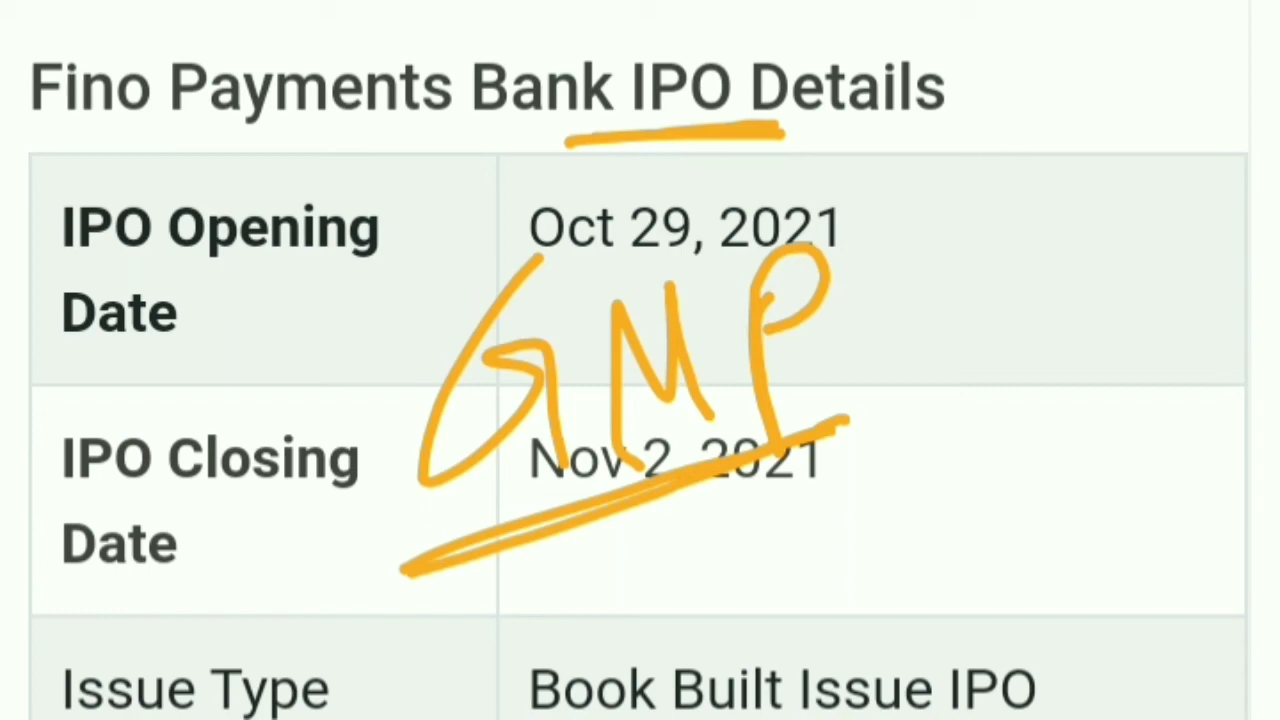 Fino Payments Bank IPO Details
IPO Opening Date
Oct 29, 2021
GMP
IPO Closing Date
Nov 2, 2021
Issue Type
Book Built Issue IPO